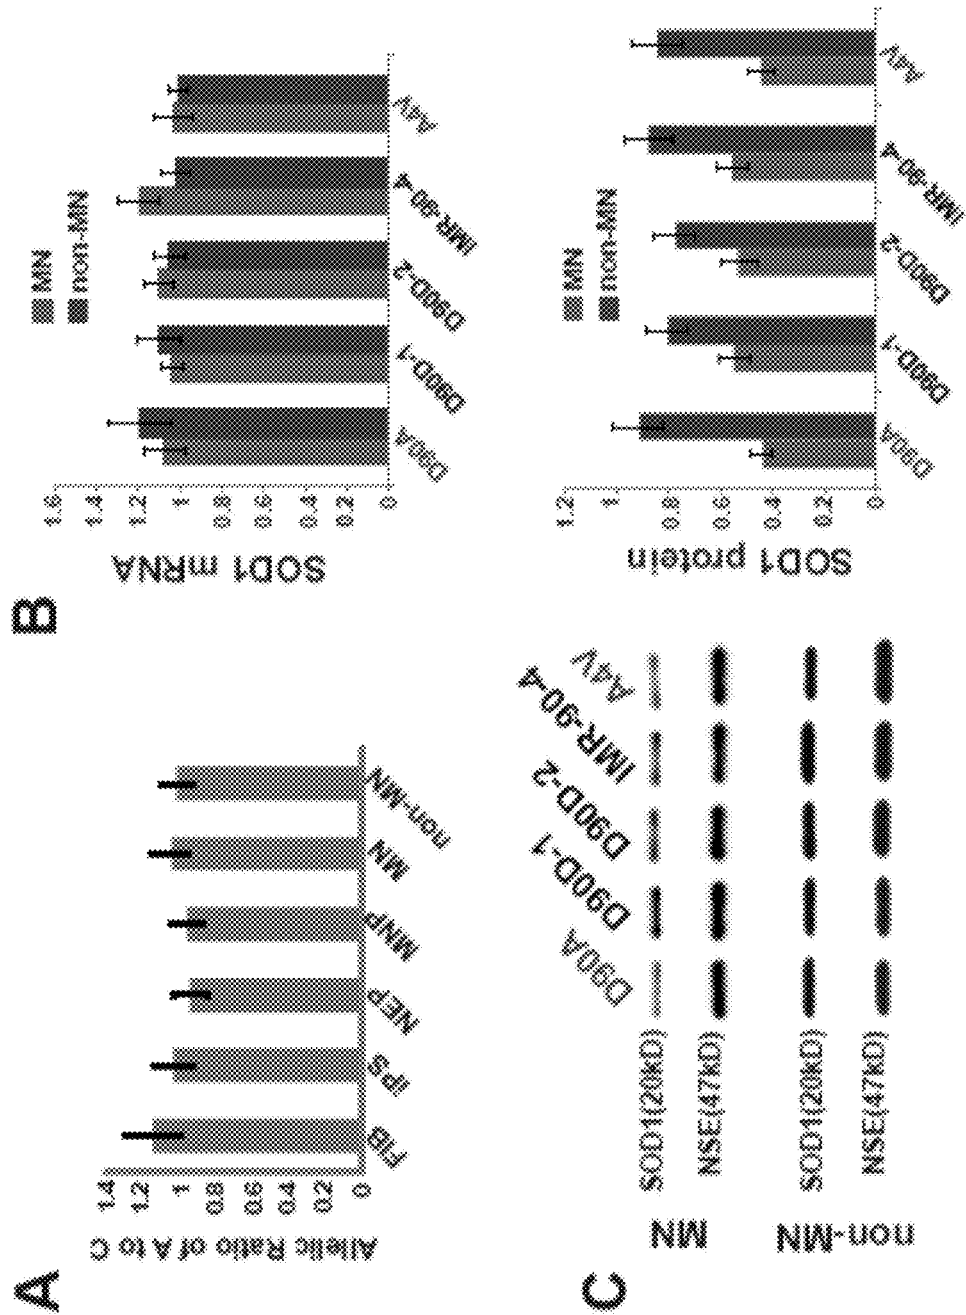 A
Allelic Ratio of A to C
1.4
1.2
1
0.8
0.6
0.4
0.2
0
FIB
iPS
NEP
MNP
MN
non-MN
B
SOD1 mRNA
1.6
1.4
1.2
1
0.8
0.6
0.4
0.2
0
MN
non-MN
D90A
D90D-1
D90D-2
IMR-90-4
A4V
C
D90A
D90D-1
D90D-2
IMR-90-4
A4V
MN
SOD1(20kD)
NSE(47kD)
non-MN
SOD1(20kD)
NSE(47kD)
SOD1 protein
1.2
1
0.8
0.6
0.4
0.2
0
MN
non-MN
D90A
D90D-1
D90D-2
IMR-90-4
A4V